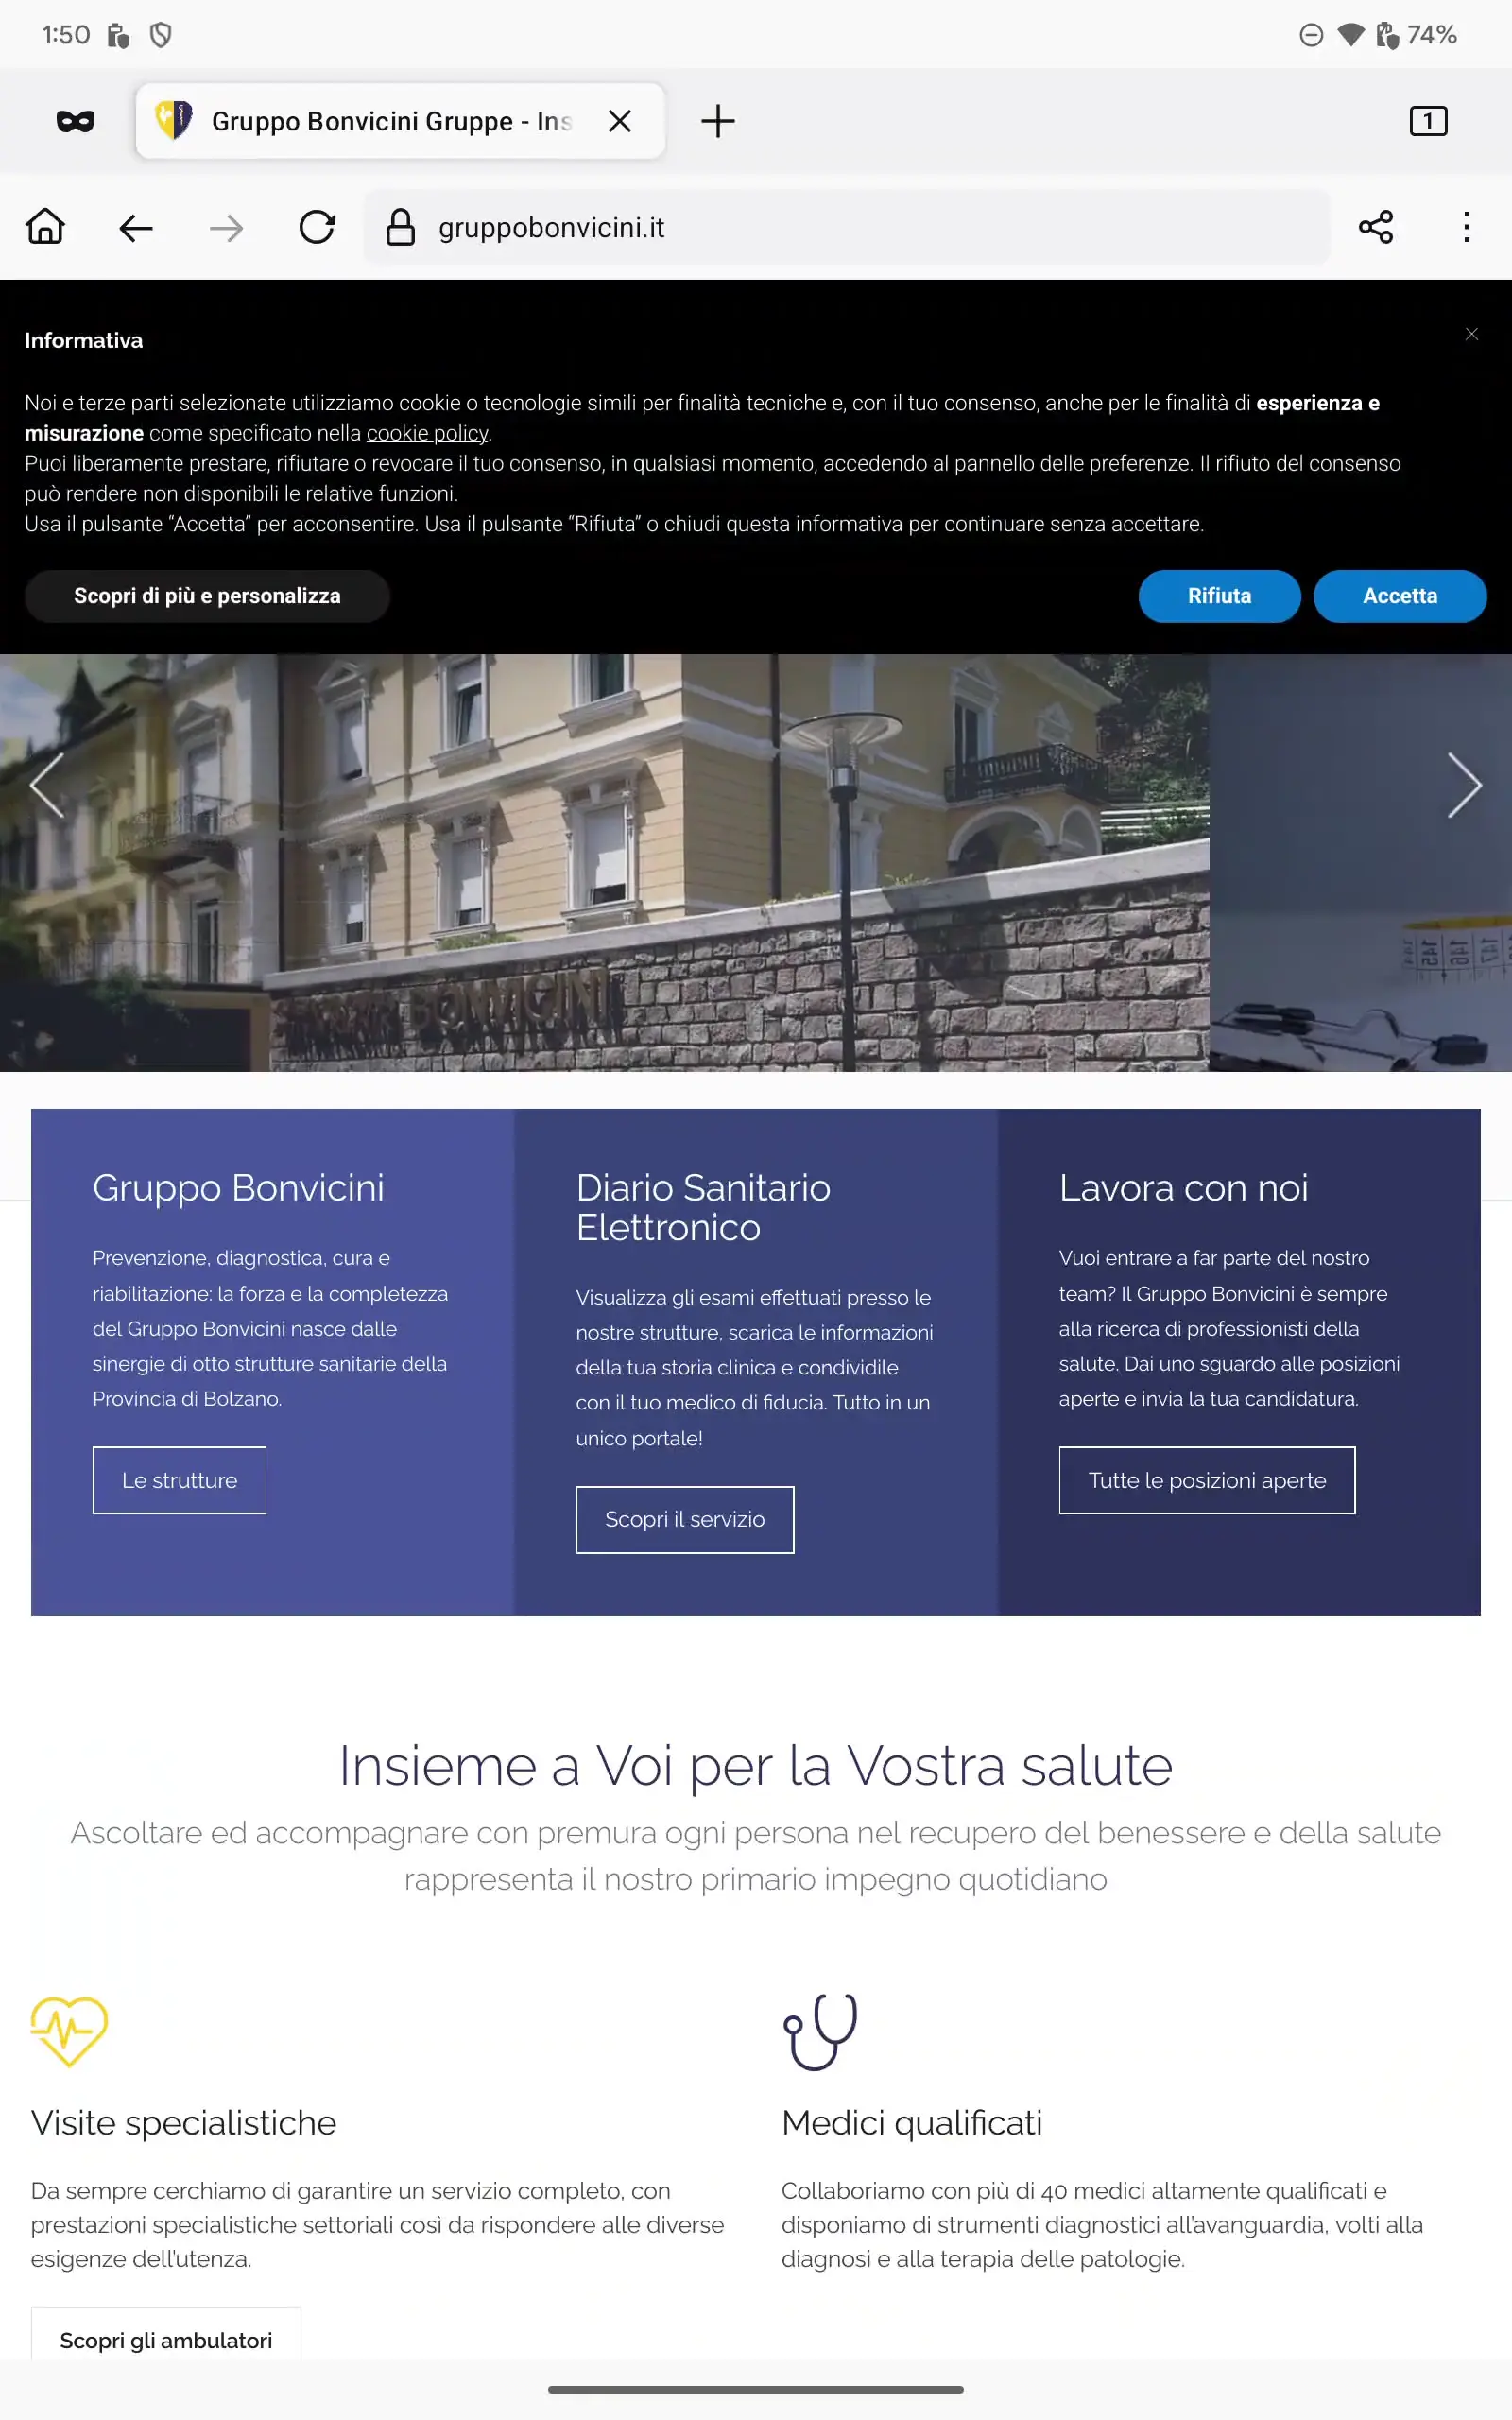 1:50
74%
Gruppo Bonvicini Gruppe - Ins
1
gruppobonvicini.it
Informativa
Noi e terze parti selezionate utilizziamo cookie o tecnologie simili per finalità tecniche e, con il tuo consenso, anche per le finalità di esperienza e
misurazione come specificato nella cookie policy.
Puoi liberamente prestare, rifiutare o revocare il tuo consenso, in qualsiasi momento, accedendo al pannello delle preferenze. Il rifiuto del consenso
può rendere non disponibili le relative funzioni.
Usa il pulsante “Accetta” per acconsentire. Usa il pulsante “Rifiuta” o chiudi questa informativa per continuare senza accettare.
Scopri di più e personalizza
Rifiuta
Accetta
BONVICINI
Gruppo Bonvicini
Prevenzione, diagnostica, cura e
riabilitazione: la forza e la completezza
del Gruppo Bonvicini nasce dalle
sinergie di otto strutture sanitarie della
Provincia di Bolzano.
Le strutture
Diario Sanitario
Elettronico
Visualizza gli esami effettuati presso le
nostre strutture, scarica le informazioni
della tua storia clinica e condividile
con il tuo medico di fiducia. Tutto in un
unico portale!
Scopri il servizio
Lavora con noi
Vuoi entrare a far parte del nostro
team? Il Gruppo Bonvicini è sempre
alla ricerca di professionisti della
salute. Dai uno sguardo alle posizioni
aperte e invia la tua candidatura.
Tutte le posizioni aperte
Insieme a Voi per la Vostra salute
Ascoltare ed accompagnare con premura ogni persona nel recupero del benessere e della salute
rappresenta il nostro primario impegno quotidiano
Visite specialistiche
Da sempre cerchiamo di garantire un servizio completo, con
prestazioni specialistiche settoriali così da rispondere alle diverse
esigenze dell'utenza.
Scopri gli ambulatori
Medici qualificati
Collaboriamo con più di 40 medici altamente qualificati e
disponiamo di strumenti diagnostici all'avanguardia, volti alla
diagnosi e alla terapia delle patologie.